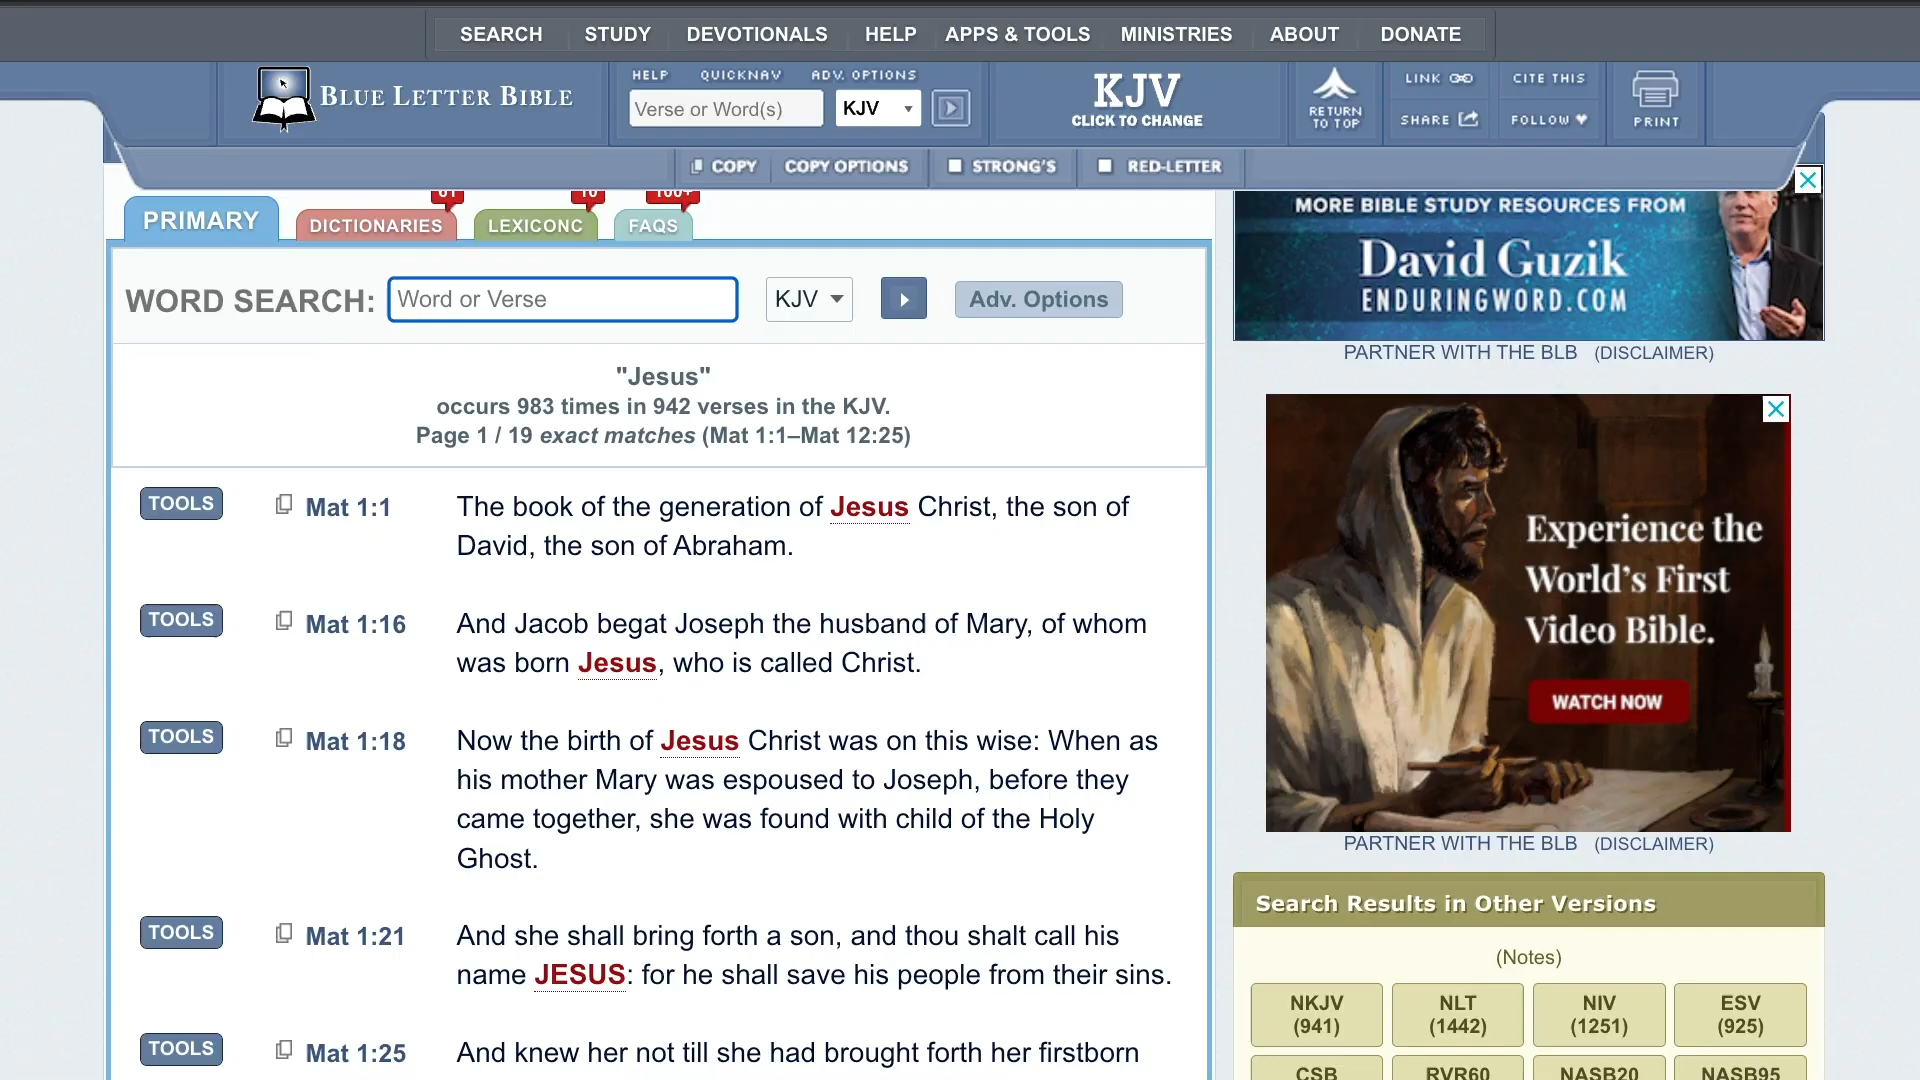 SEARCH STUDY DEVOTIONALS HELP APPS & TOOLS MINISTRIES ABOUT DONATE
BLUE LETTER BIBLE
HELP QUICKNAV ADV. OPTIONS
Verse or Word(s) KJV
KJV
CLICK TO CHANGE
RETURN
TO TOP
LINK CITE THIS
SHARE FOLLOW
PRINT
COPY COPY OPTIONS STRONG'S RED-LETTER
PRIMARY DICTIONARIES LEXICONC FAQS
WORD SEARCH: Word or Verse KJV Adv. Options
"Jesus"
occurs 983 times in 942 verses in the KJV.
Page 1 / 19 exact matches (Mat 1:1–Mat 12:25)
TOOLS Mat 1:1 The book of the generation of Jesus Christ, the son of
David, the son of Abraham.
TOOLS Mat 1:16 And Jacob begat Joseph the husband of Mary, of whom
was born Jesus, who is called Christ.
TOOLS Mat 1:18 Now the birth of Jesus Christ was on this wise: When as
his mother Mary was espoused to Joseph, before they
came together, she was found with child of the Holy
Ghost.
TOOLS Mat 1:21 And she shall bring forth a son, and thou shalt call his
name JESUS: for he shall save his people from their sins.
TOOLS Mat 1:25 And knew her not till she had brought forth her firstborn
MORE BIBLE STUDY RESOURCES FROM
David Guzik
ENDURINGWORD.COM
PARTNER WITH THE BLB (DISCLAIMER)
Experience the
World's First
Video Bible.
WATCH NOW
PARTNER WITH THE BLB (DISCLAIMER)
Search Results in Other Versions
(Notes)
NKJV NLT NIV ESV
(941) (1442) (1251) (925)
CSB RVR60 NASB20 NASB95